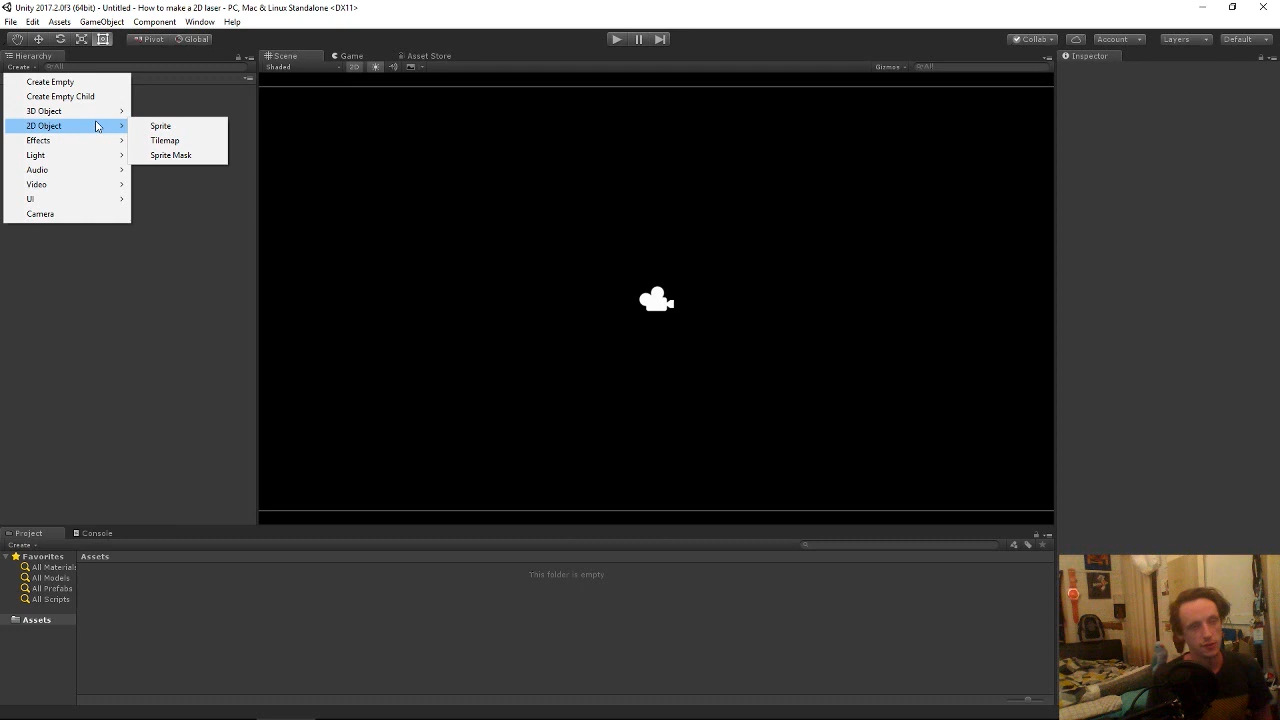 Unity 2017.2.0f3 (64bit) - Untitled - How to make a 2D laser - PC, Mac & Linux Standalone <DX11>
File Edit Assets GameObject Component Window Help
Pivot Global Collab Account Layers Default
Hierarchy Scene Game Asset Store Inspector
Create All Shaded 2D Gizmos All
Create Empty
Create Empty Child
3D Object
2D Object Sprite
Effects Tilemap
Light Sprite Mask
Audio
Video
UI
Camera
Project Console
Create
Favorites Assets
All Materials
All Models
All Prefabs
All Scripts
Assets
This folder is empty